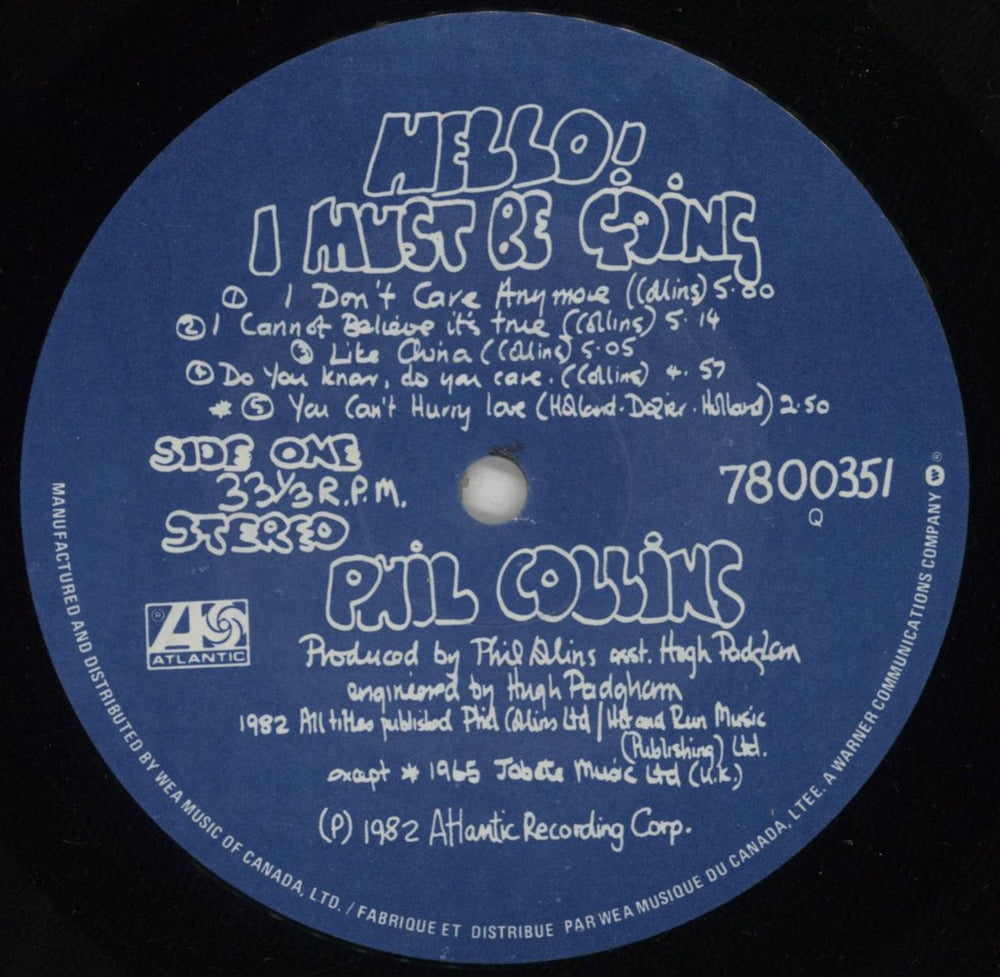 HELLO!
I MUST BE GOING
① I Don't Care Anymore (Collins) 5.00
② I Cannot Believe it's true (Collins) 5.14
③ Like China (Collins) 5.05
④ Do You know, do you care. (Collins) 4.57
* ⑤ You Can't Hurry love (Holland.Dozier.Holland) 2.50
SIDE ONE
33⅓ R.P.M.
STEREO
7800351
Q
PHIL COLLINS
® ATLANTIC
Produced by Phil Collins asst. Hugh Padgham
engineered by Hugh Padgham
1982 All titles published Phil Collins Ltd / Hit and Run Music
(Publishing) Ltd.
except * 1965 Jobete Music Ltd (U.K.)
(P) 1982 Atlantic Recording Corp.
MANUFACTURED AND DISTRIBUTED BY WEA MUSIC OF CANADA, LTD. / FABRIQUE ET DISTRIBUE PAR WEA MUSIQUE DU CANADA, LTEE. A WARNER COMMUNICATIONS COMPANY ®